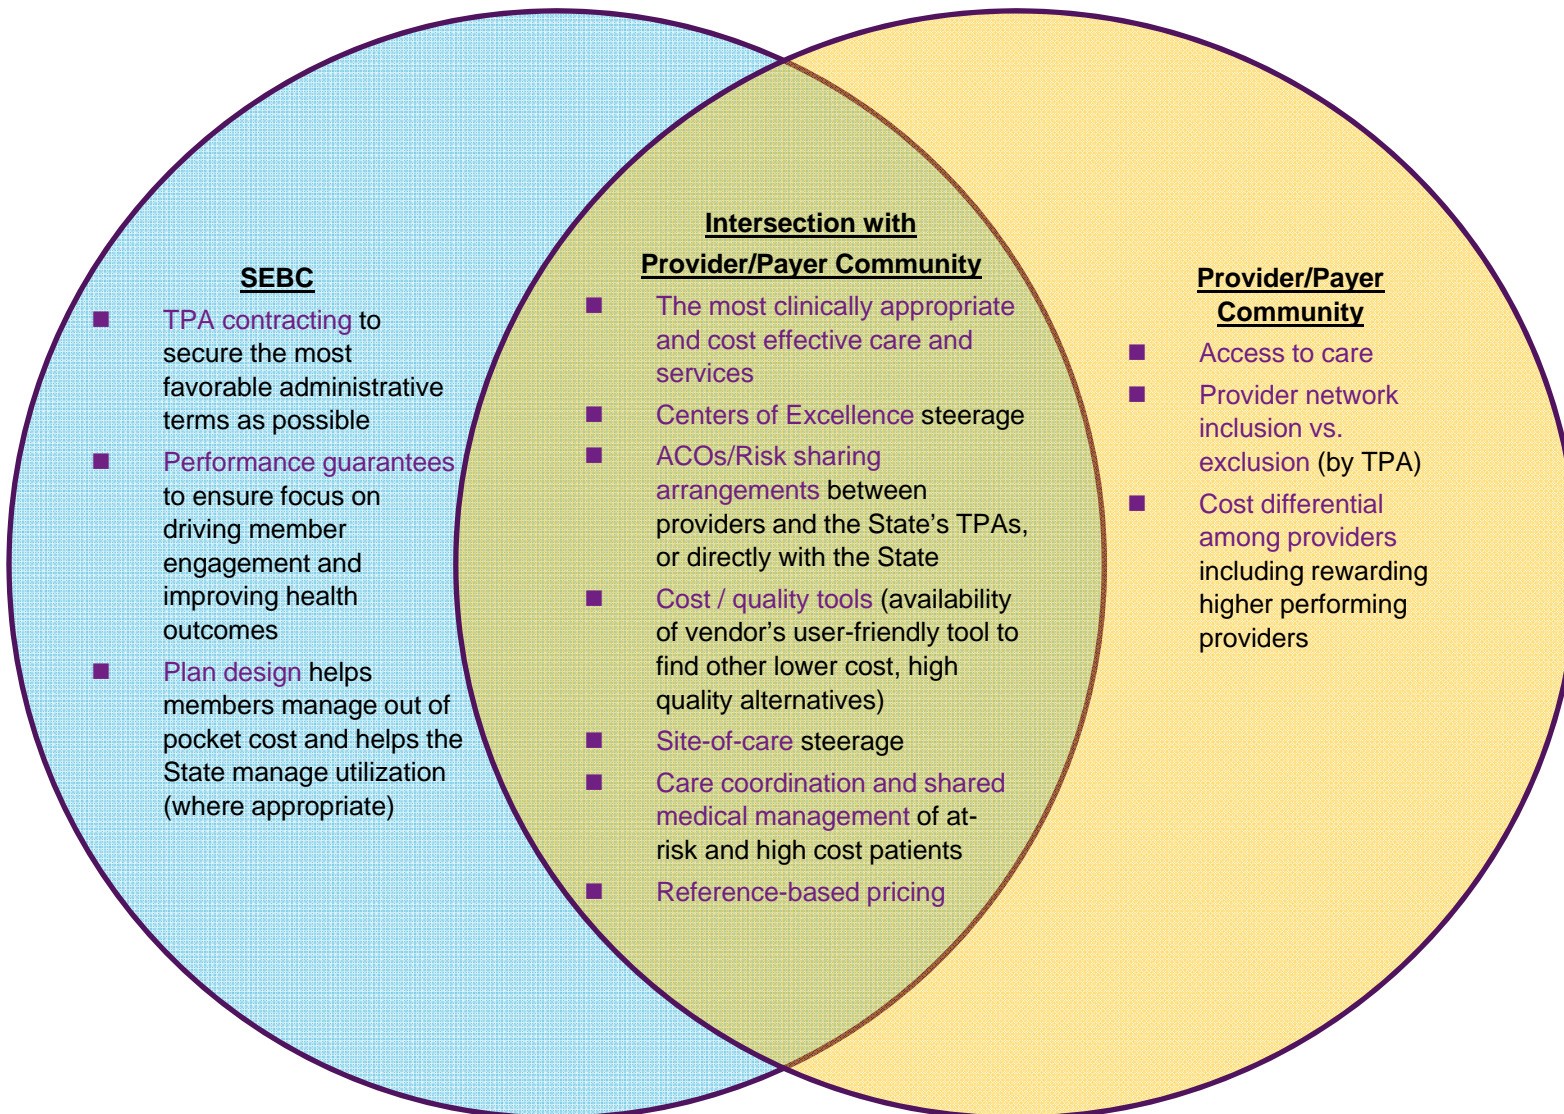 SEBC
■ TPA contracting to
secure the most
favorable administrative
terms as possible
■ Performance guarantees
to ensure focus on
driving member
engagement and
improving health
outcomes
■ Plan design helps
members manage out of
pocket cost and helps the
State manage utilization
(where appropriate)
Intersection with
Provider/Payer Community
■ The most clinically appropriate
and cost effective care and
services
■ Centers of Excellence steerage
■ ACOs/Risk sharing
arrangements between
providers and the State’s TPAs,
or directly with the State
■ Cost / quality tools (availability
of vendor’s user-friendly tool to
find other lower cost, high
quality alternatives)
■ Site-of-care steerage
■ Care coordination and shared
medical management of at-
risk and high cost patients
■ Reference-based pricing
Provider/Payer
Community
■ Access to care
■ Provider network
inclusion vs.
exclusion (by TPA)
■ Cost differential
among providers
including rewarding
higher performing
providers